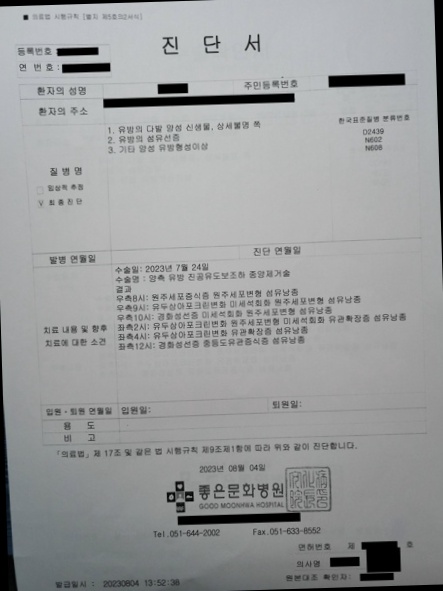 ■ 의료법 시행규칙 [별지 제5호의2서식]
진 단 서
등록번호 :
연 번호 :
환자의 성명 주민등록번호
환자의 주소
한국표준질병 분류번호
1. 유방의 다발 양성 신생물, 상세불명 쪽 D2439
2. 유방의 섬유선증 N602
3. 기타 양성 유방형성이상 N608
질 병 명
임상적 추정
최 종 진 단
발병 연월일 진단 연월일
수술일: 2023년 7월 24일
수술명 : 양측 유방 진공유도보조하 종양제거술
결과
우측8시: 원주세포증식증 원주세포변형 섬유낭종
우측9시: 유두상아포크린변화 미세석회화 원주세포변형 섬유낭종
우측10시: 경화성선증 미세석회화 원주세포변형 섬유낭종
치료 내용 및 향후
치료에 대한 소견
좌측2시: 유두상아포크린변화 원주세포변형 미세석회화 유관확장증 섬유낭종
좌측4시: 유두상아포크린변화 유관확장증 섬유낭종
좌측12시: 경화성선증 중등도유관증식증 섬유낭종
입원 · 퇴원 연월일 입원일: 퇴원일:
용 도
비 고
「의료법」 제 17조 및 같은 법 시행규칙 제9조제1항에 따라 위와 같이 진단합니다.
2023년 08월 04일
좋은문화병원
GOOD MOONHWA HOSPITAL
Tel.051-644-2002 Fax.051-633-8552
면허번호 제 호
의사명
원본대조 확인자:
발급일시 : 20230804 13:52:38